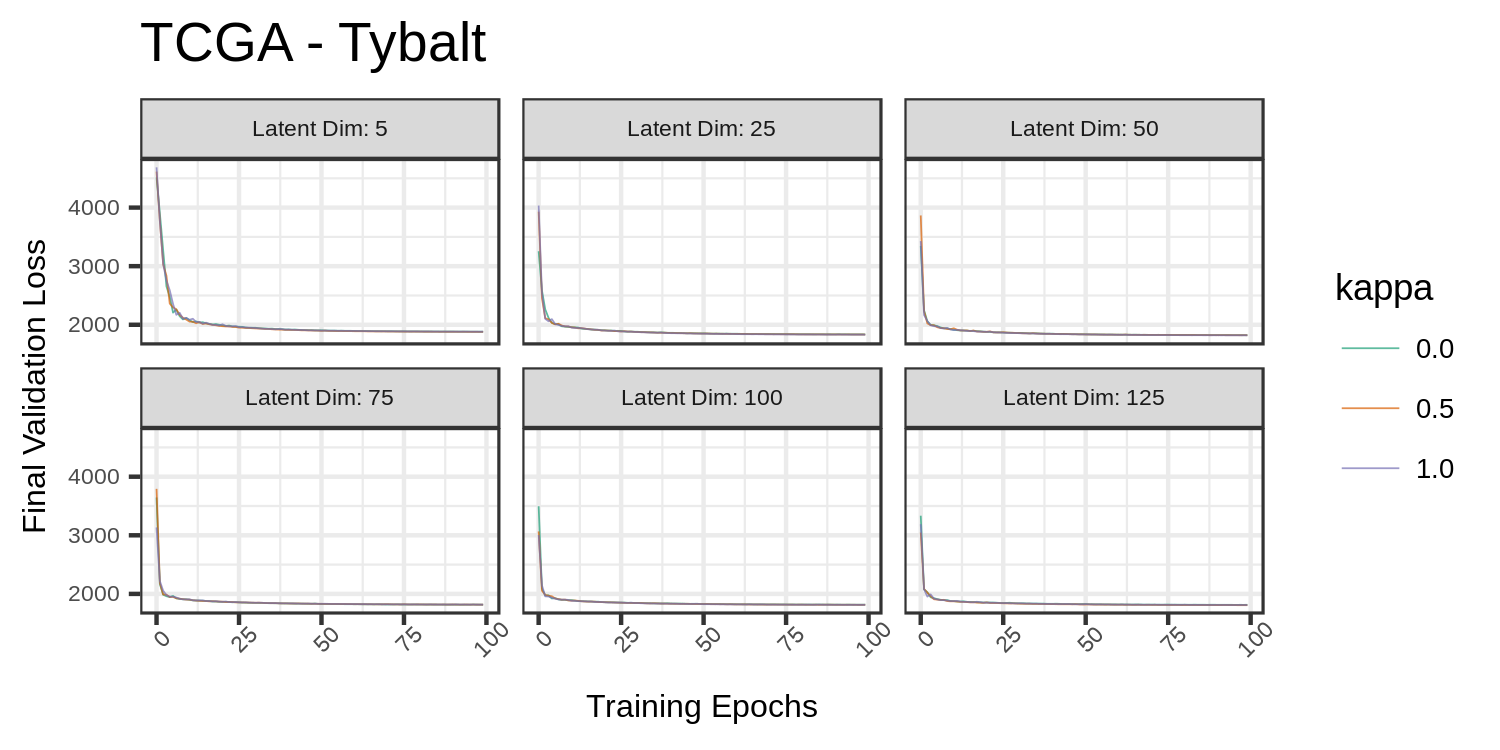 TCGA - Tybalt
Latent Dim: 5
Latent Dim: 25
Latent Dim: 50
4000
3000
2000
Latent Dim: 75
Latent Dim: 100
Latent Dim: 125
4000
3000
2000
0 25 50 75 100
0 25 50 75 100
0 25 50 75 100
Final Validation Loss
Training Epochs
kappa
0.0
0.5
1.0